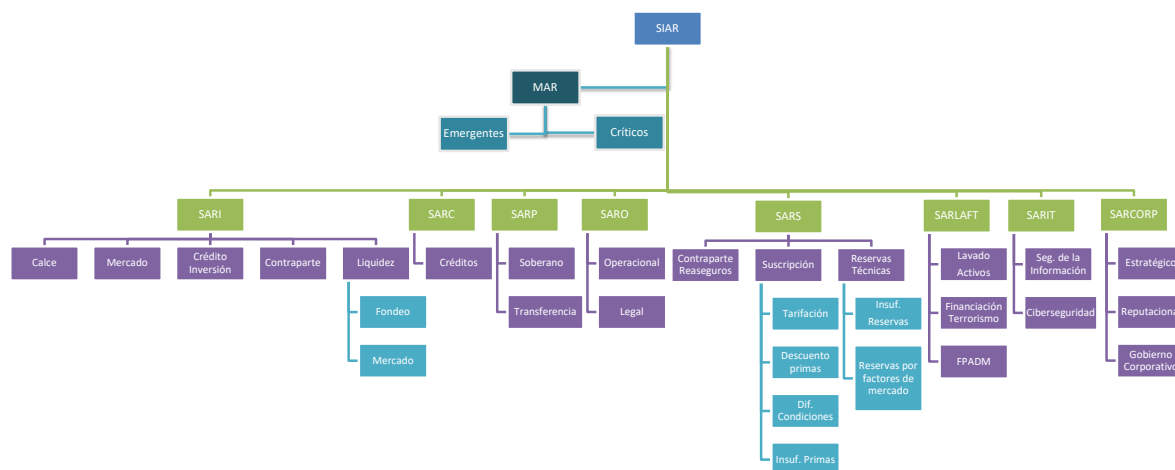 SIAR
MAR
Emergentes
Críticos
SARI
SARC
SARP
SARO
SARS
SARLAFT
SARIT
SARCORP
Calce
Mercado
Crédito
Inversión
Contraparte
Liquidez
Créditos
Soberano
Operacional
Contraparte
Reaseguros
Suscripción
Reservas
Técnicas
Lavado
Activos
Seg. de la
Información
Estratégico
Fondeo
Transferencia
Legal
Tarifación
Insuf.
Reservas
Financiación
Terrorismo
Ciberseguridad
Reputaciona
Mercado
Descuento
primas
Reservas por
factores de
mercado
FPADM
Gobierno
Corporativo
Dif.
Condiciones
Insuf. Primas